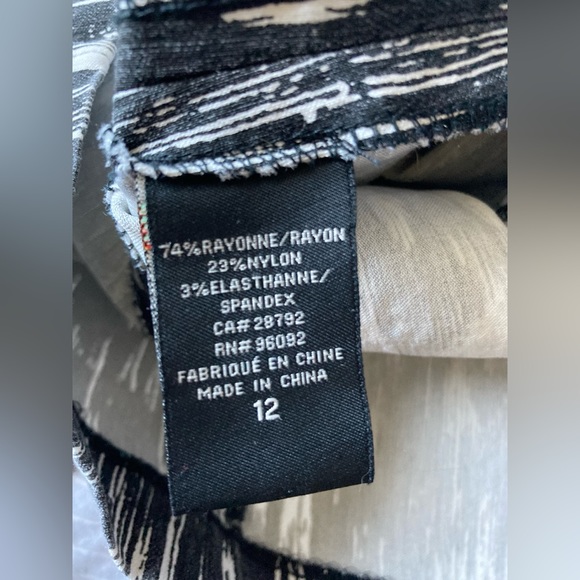 74%RAYONNE/RAYON
23%NYLON
3%ELASTHANNE/
SPANDEX
CA# 28792
RN# 96092
FABRIQUÉ EN CHINE
MADE IN CHINA
12